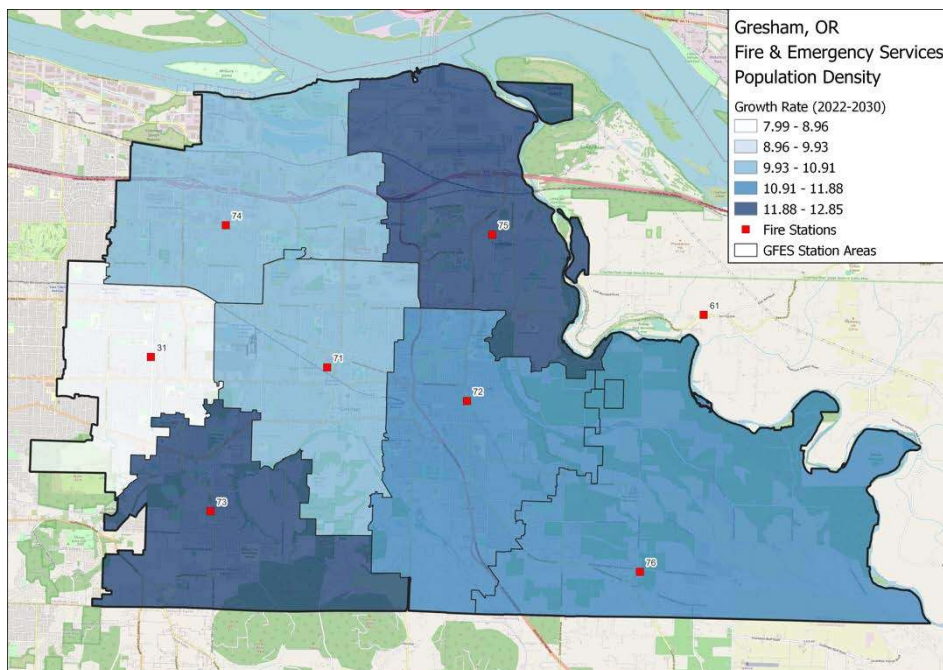 Gresham, OR
Fire & Emergency Services
Population Density
Growth Rate (2022-2030)
7.99 - 8.96
8.96 - 9.93
9.93 - 10.91
10.91 - 11.88
11.88 - 12.85
Fire Stations
GFES Station Areas
74
75
61
31
71
72
73
76